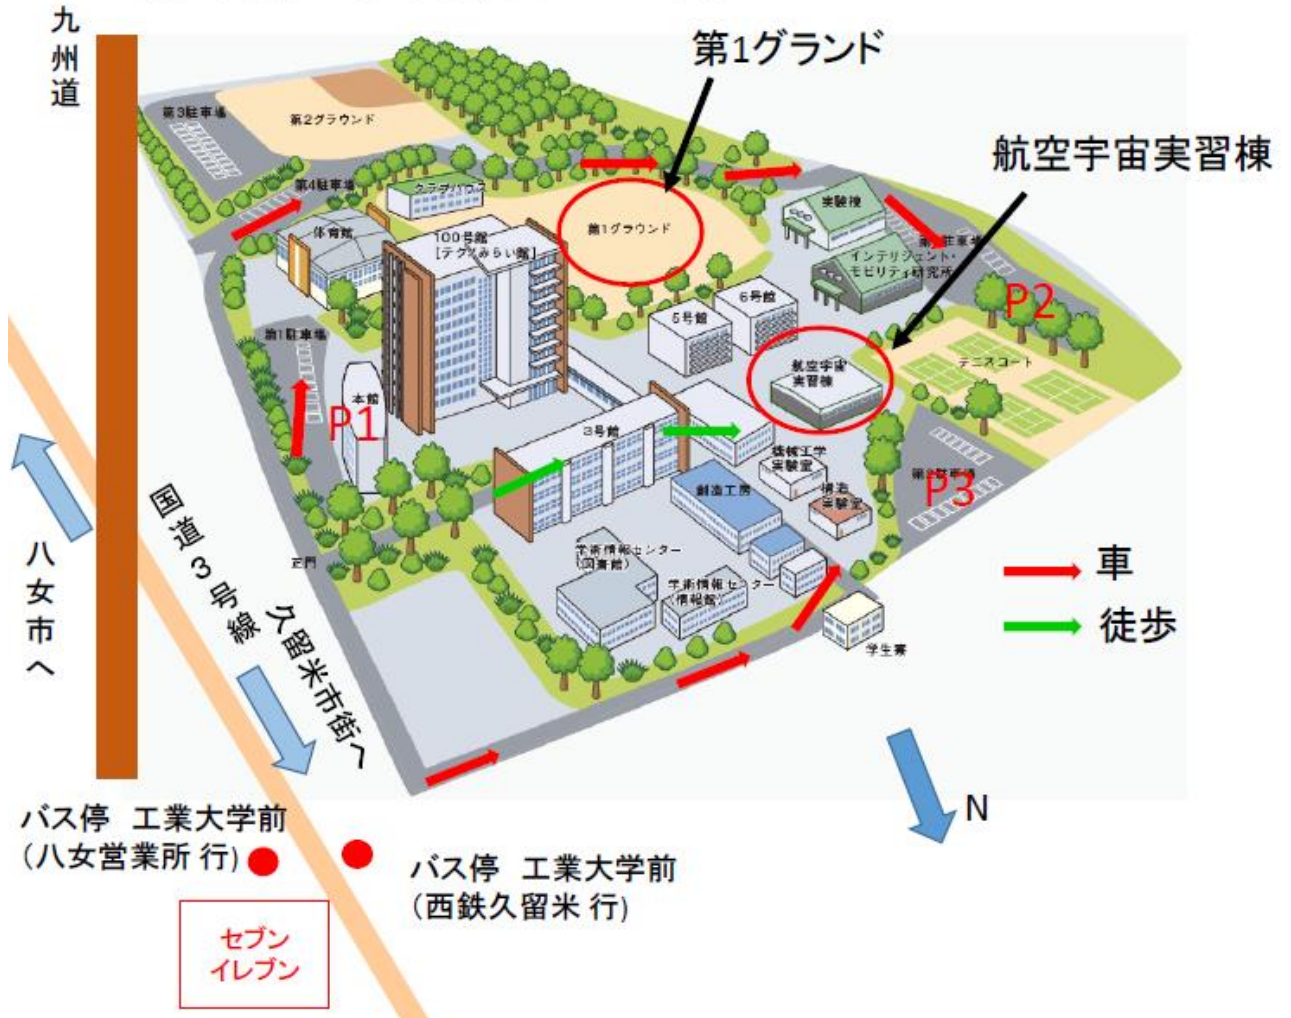 九州道
第1グランド
航空宇宙実習棟
第3駐車場
第2グラウンド
第4駐車場
クラブハウス
体育館
100号館
[テクノみらい館]
第1グラウンド
実験棟
インテリジェント・
モビリティ研究所
P2
6号館
5号館
第1駐車場
P1
本館
航空宇宙
実習棟
テニスコート
3号館
機械工学
実験室
創造工房
構造
実験室
P3
学術情報センター
(図書館)
学術情報センター
(情報館)
正門
学生寮
車
徒歩
八女市へ
国道3号線
久留米市街へ
N
バス停 工業大学前
(八女営業所 行)
バス停 工業大学前
(西鉄久留米 行)
セブン
イレブン